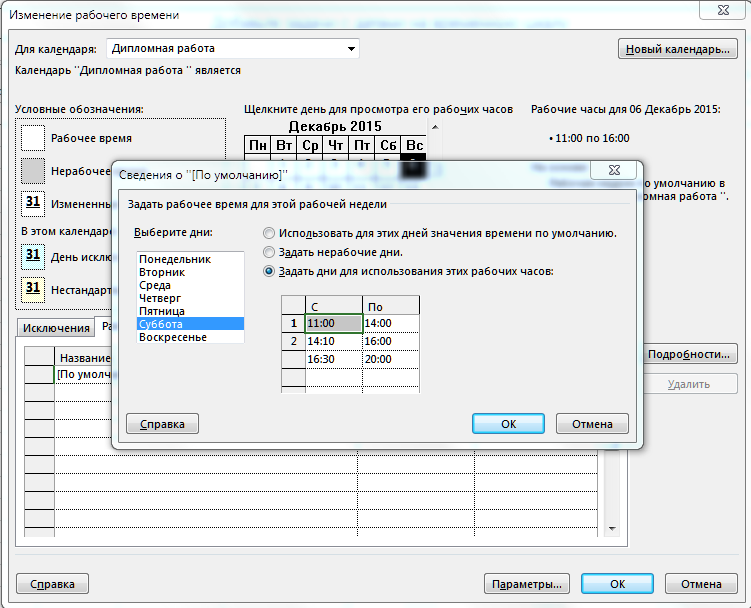 Изменение рабочего времени
Для календаря: Дипломная работа Новый календарь...
Календарь "Дипломная работа " является
Условные обозначения:
Рабочее время
Нерабочее
31 Измененны
В этом календаре
31 День исклю
31 Нестандарт
Щелкните день для просмотра его рабочих часов
Декабрь 2015
Пн Вт Ср Чт Пт Сб Вс
Рабочие часы для 06 Декабрь 2015:
• 11:00 по 16:00
о умолчанию в
омная работа ".
Сведения о "[По умолчанию]"
Задать рабочее время для этой рабочей недели
Выберите дни:
Понедельник
Вторник
Среда
Четверг
Пятница
Суббота
Воскресенье
Использовать для этих дней значения времени по умолчанию.
Задать нерабочие дни.
Задать дни для использования этих рабочих часов:
С По
1 11:00 14:00
2 14:10 16:00
16:30 20:00
Справка ОК Отмена
Исключения Ра
Название
[По умолч
Подробности...
Удалить
Справка Параметры... ОК Отмена